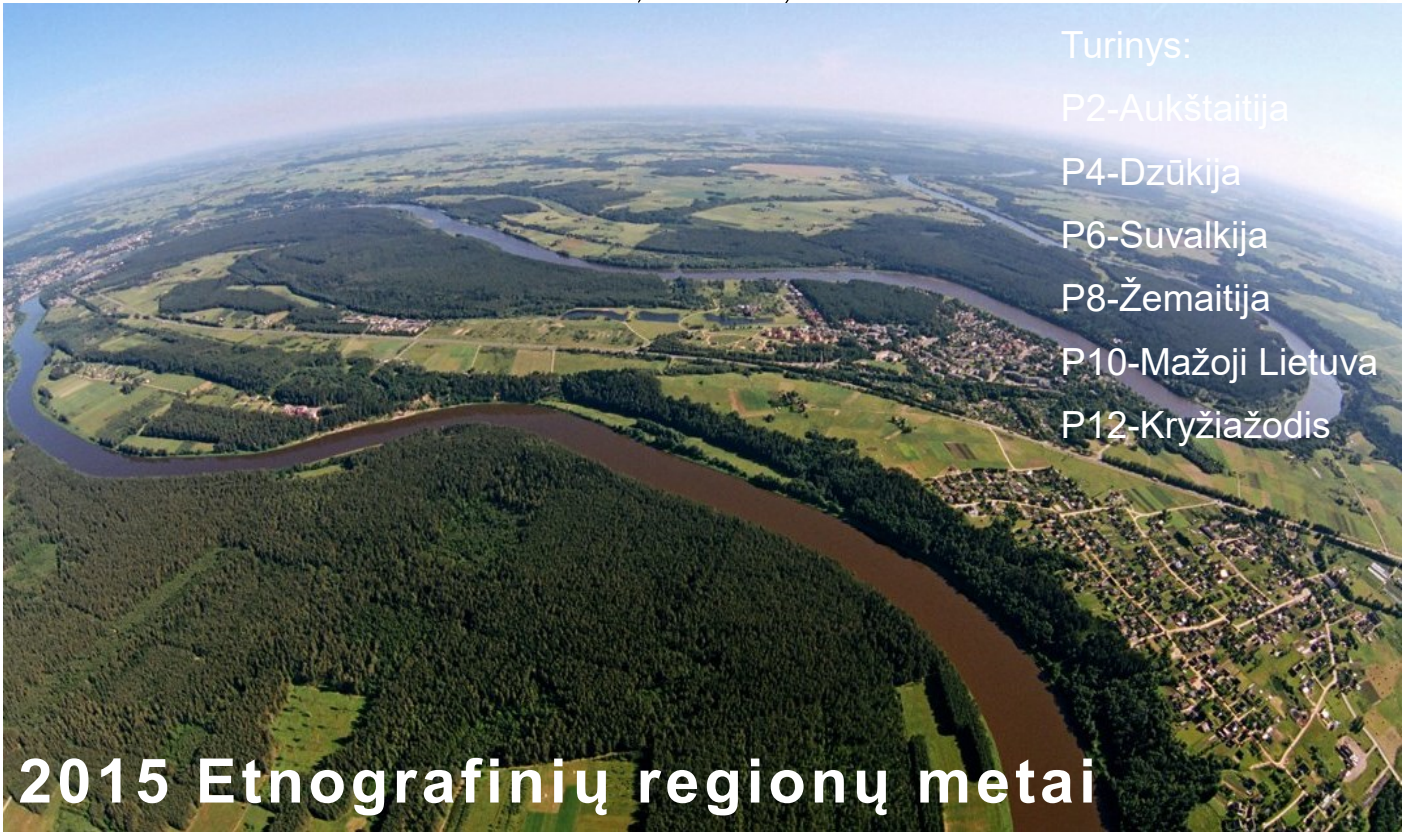 Turinys:
P2-Aukštaitija
P4-Dzūkija
P6-Suvalkija
P8-Žemaitija
P10-Mažoji Lietuva
P12-Kryžiažodis
2015 Etnografinių regionų metai